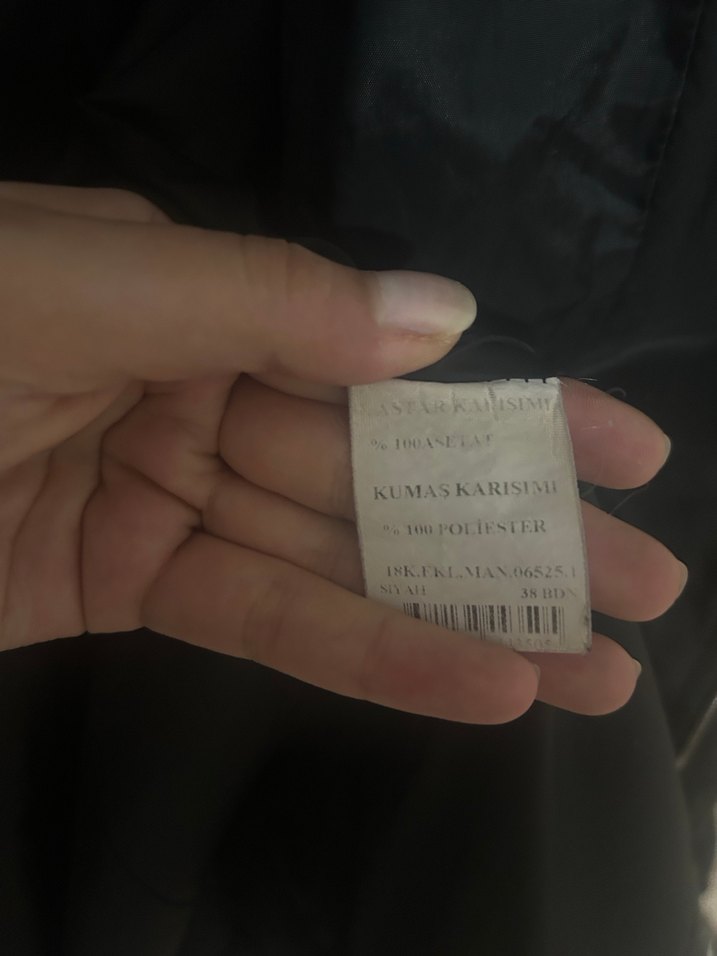 ASTAR KARIŞIMI
% 100ASETAT
KUMAŞ KARIŞIMI
% 100 POLİESTER
18K.FKL.MAN.06525.1
SİYAH 38 BDN